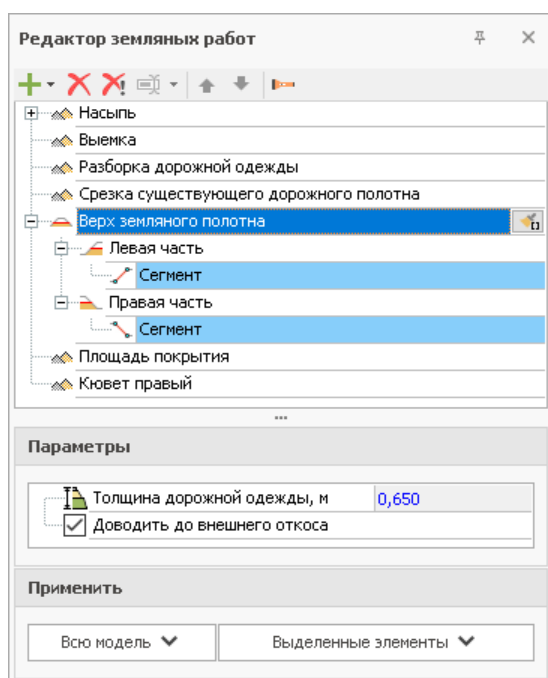 Редактор земляных работ
Насыпь
Выемка
Разборка дорожной одежды
Срезка существующего дорожного полотна
Верх земляного полотна
Левая часть
Сегмент
Правая часть
Сегмент
Площадь покрытия
Кювет правый
Параметры
Толщина дорожной одежды, м 0,650
Доводить до внешнего откоса
Применить
Всю модель Выделенные элементы